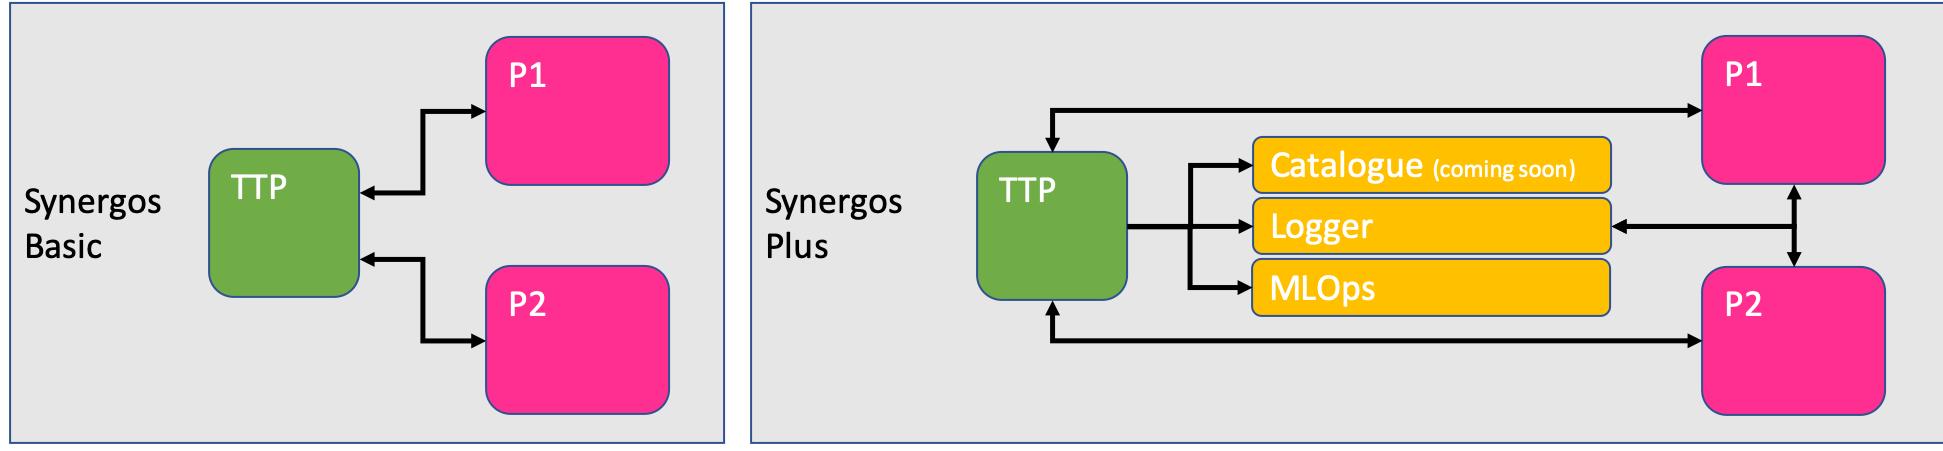 Synergos
Basic
TTP
P1
P2
Synergos
Plus
TTP
Catalogue (coming soon)
Logger
MLOps
P1
P2